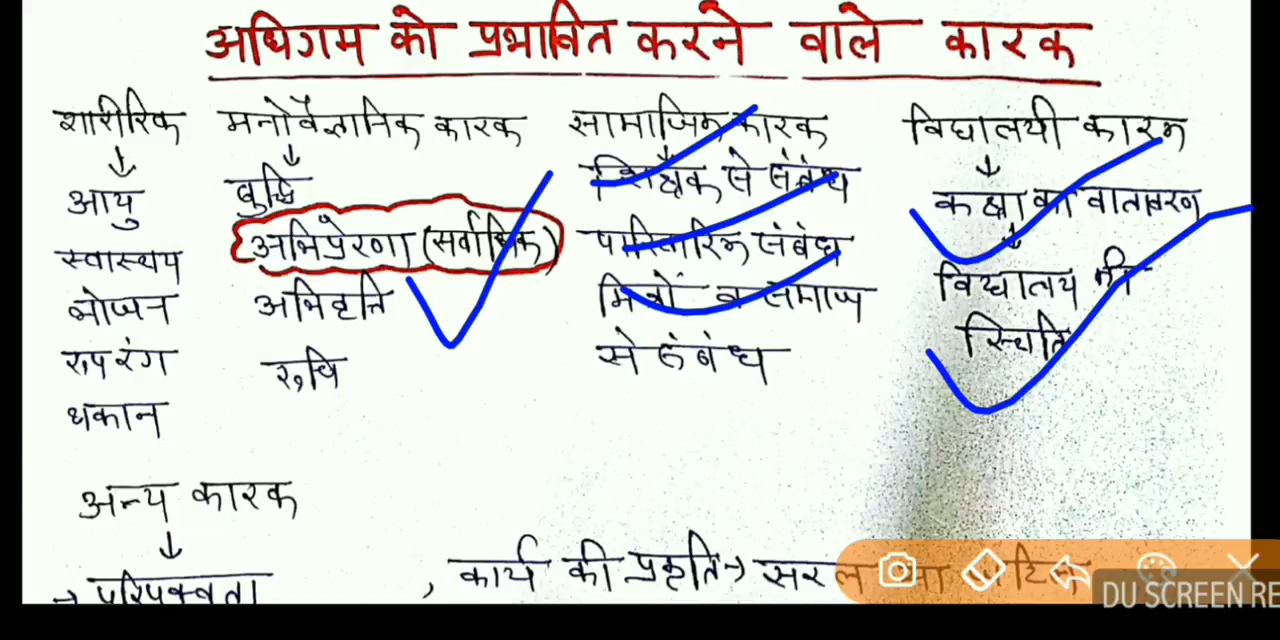 अधिगम को प्रभावित करने वाले कारक
शारीरिक
↓
आयु
स्वास्थय
भोजन
रुप रंग
थकान
मनोवैज्ञानिक कारक
↓
बुद्धि
अभिप्रेरणा (सर्वाधिक)
अभिवृत्ति
रुचि
सामाजिक कारक
शिक्षक से संबंध
पारिवारिक संबंध
मित्रों व समाज
से संबंध
विद्यालयी कारक
↓
कक्षा का वातावरण
↓
विद्यालय की
स्थिति
अन्य कारक
↓
→ परिपक्वता
, कार्य की प्रकृति → सरल
DU SCREEN RE